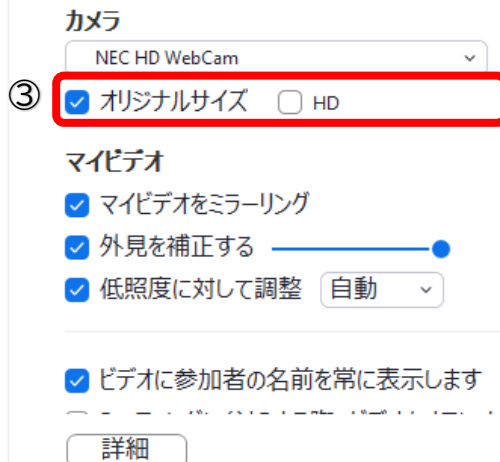 カメラ
NEC HD WebCam
③ オリジナルサイズ HD
マイビデオ
マイビデオをミラーリング
外見を補正する
低照度に対して調整 自動
ビデオに参加者の名前を常に表示します
詳細